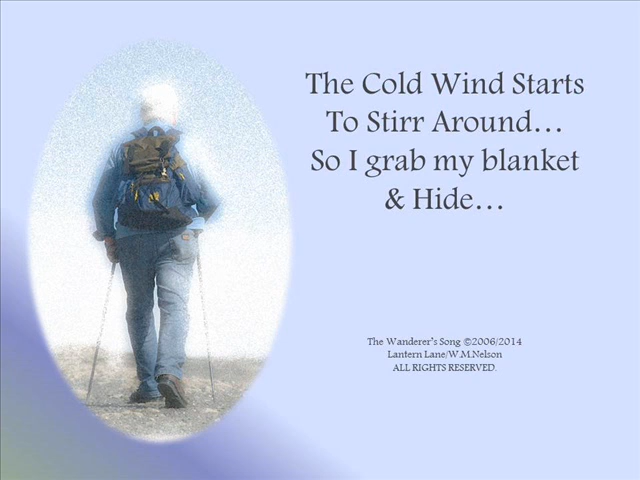 The Cold Wind Starts
To Stirr Around…
So I grab my blanket
& Hide…
The Wanderer's Song ©2006/2014
Lantern Lane/W.M.Nelson
ALL RIGHTS RESERVED.